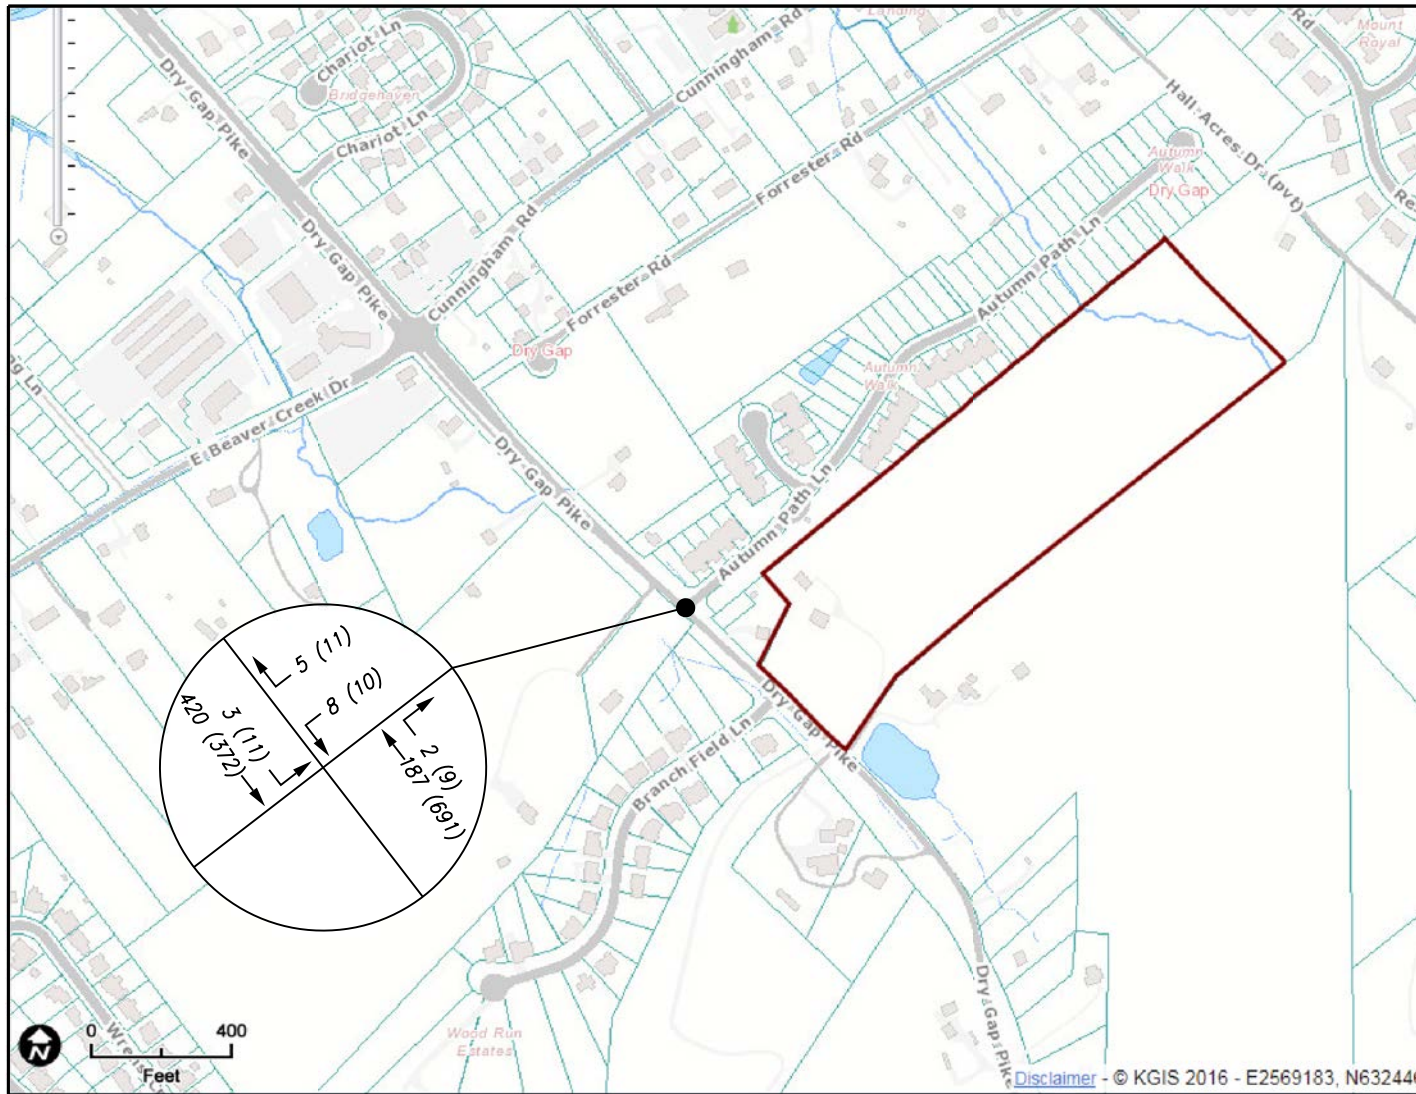 Landing
Rd
Mount
Royal
Chariot Ln
Cunningham Rd
Dry Gap Pike
Bridgehaven
Chariot Ln
Hall Acres Dr (pvt)
Forrester Rd
Autumn
Walk
Dry Gap
Dry Gap Pike
Cunningham Rd
Forrester Rd
Autumn Path Ln
Dry Gap
Autumn
Walk
E Beaver Creek Dr
Dry Gap Pike
Autumn Path Ln
5 (11)
8 (10)
3 (11)
420 (372)
2 (9)
187 (691)
Dry Gap Pike
Branch Field Ln
Dry Gap Pike
Wood Run
Estates
N
0 400
Feet
Disclaimer - © KGIS 2016 - E2569183, N632446